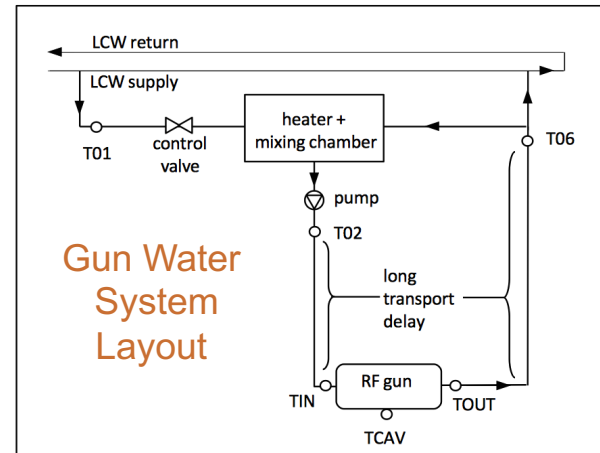 LCW return
LCW supply
heater +
mixing chamber
T01
control
valve
T06
pump
T02
Gun Water
System
Layout
long
transport
delay
RF gun
TIN
TOUT
TCAV